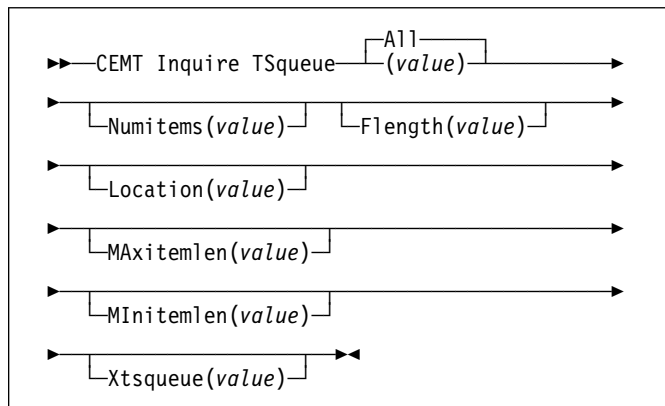 All
CEMT Inquire TSqueue (value)
Numitems(value) Flength(value)
Location(value)
MAxitemlen(value)
MInitemlen(value)
Xtsqueue(value)